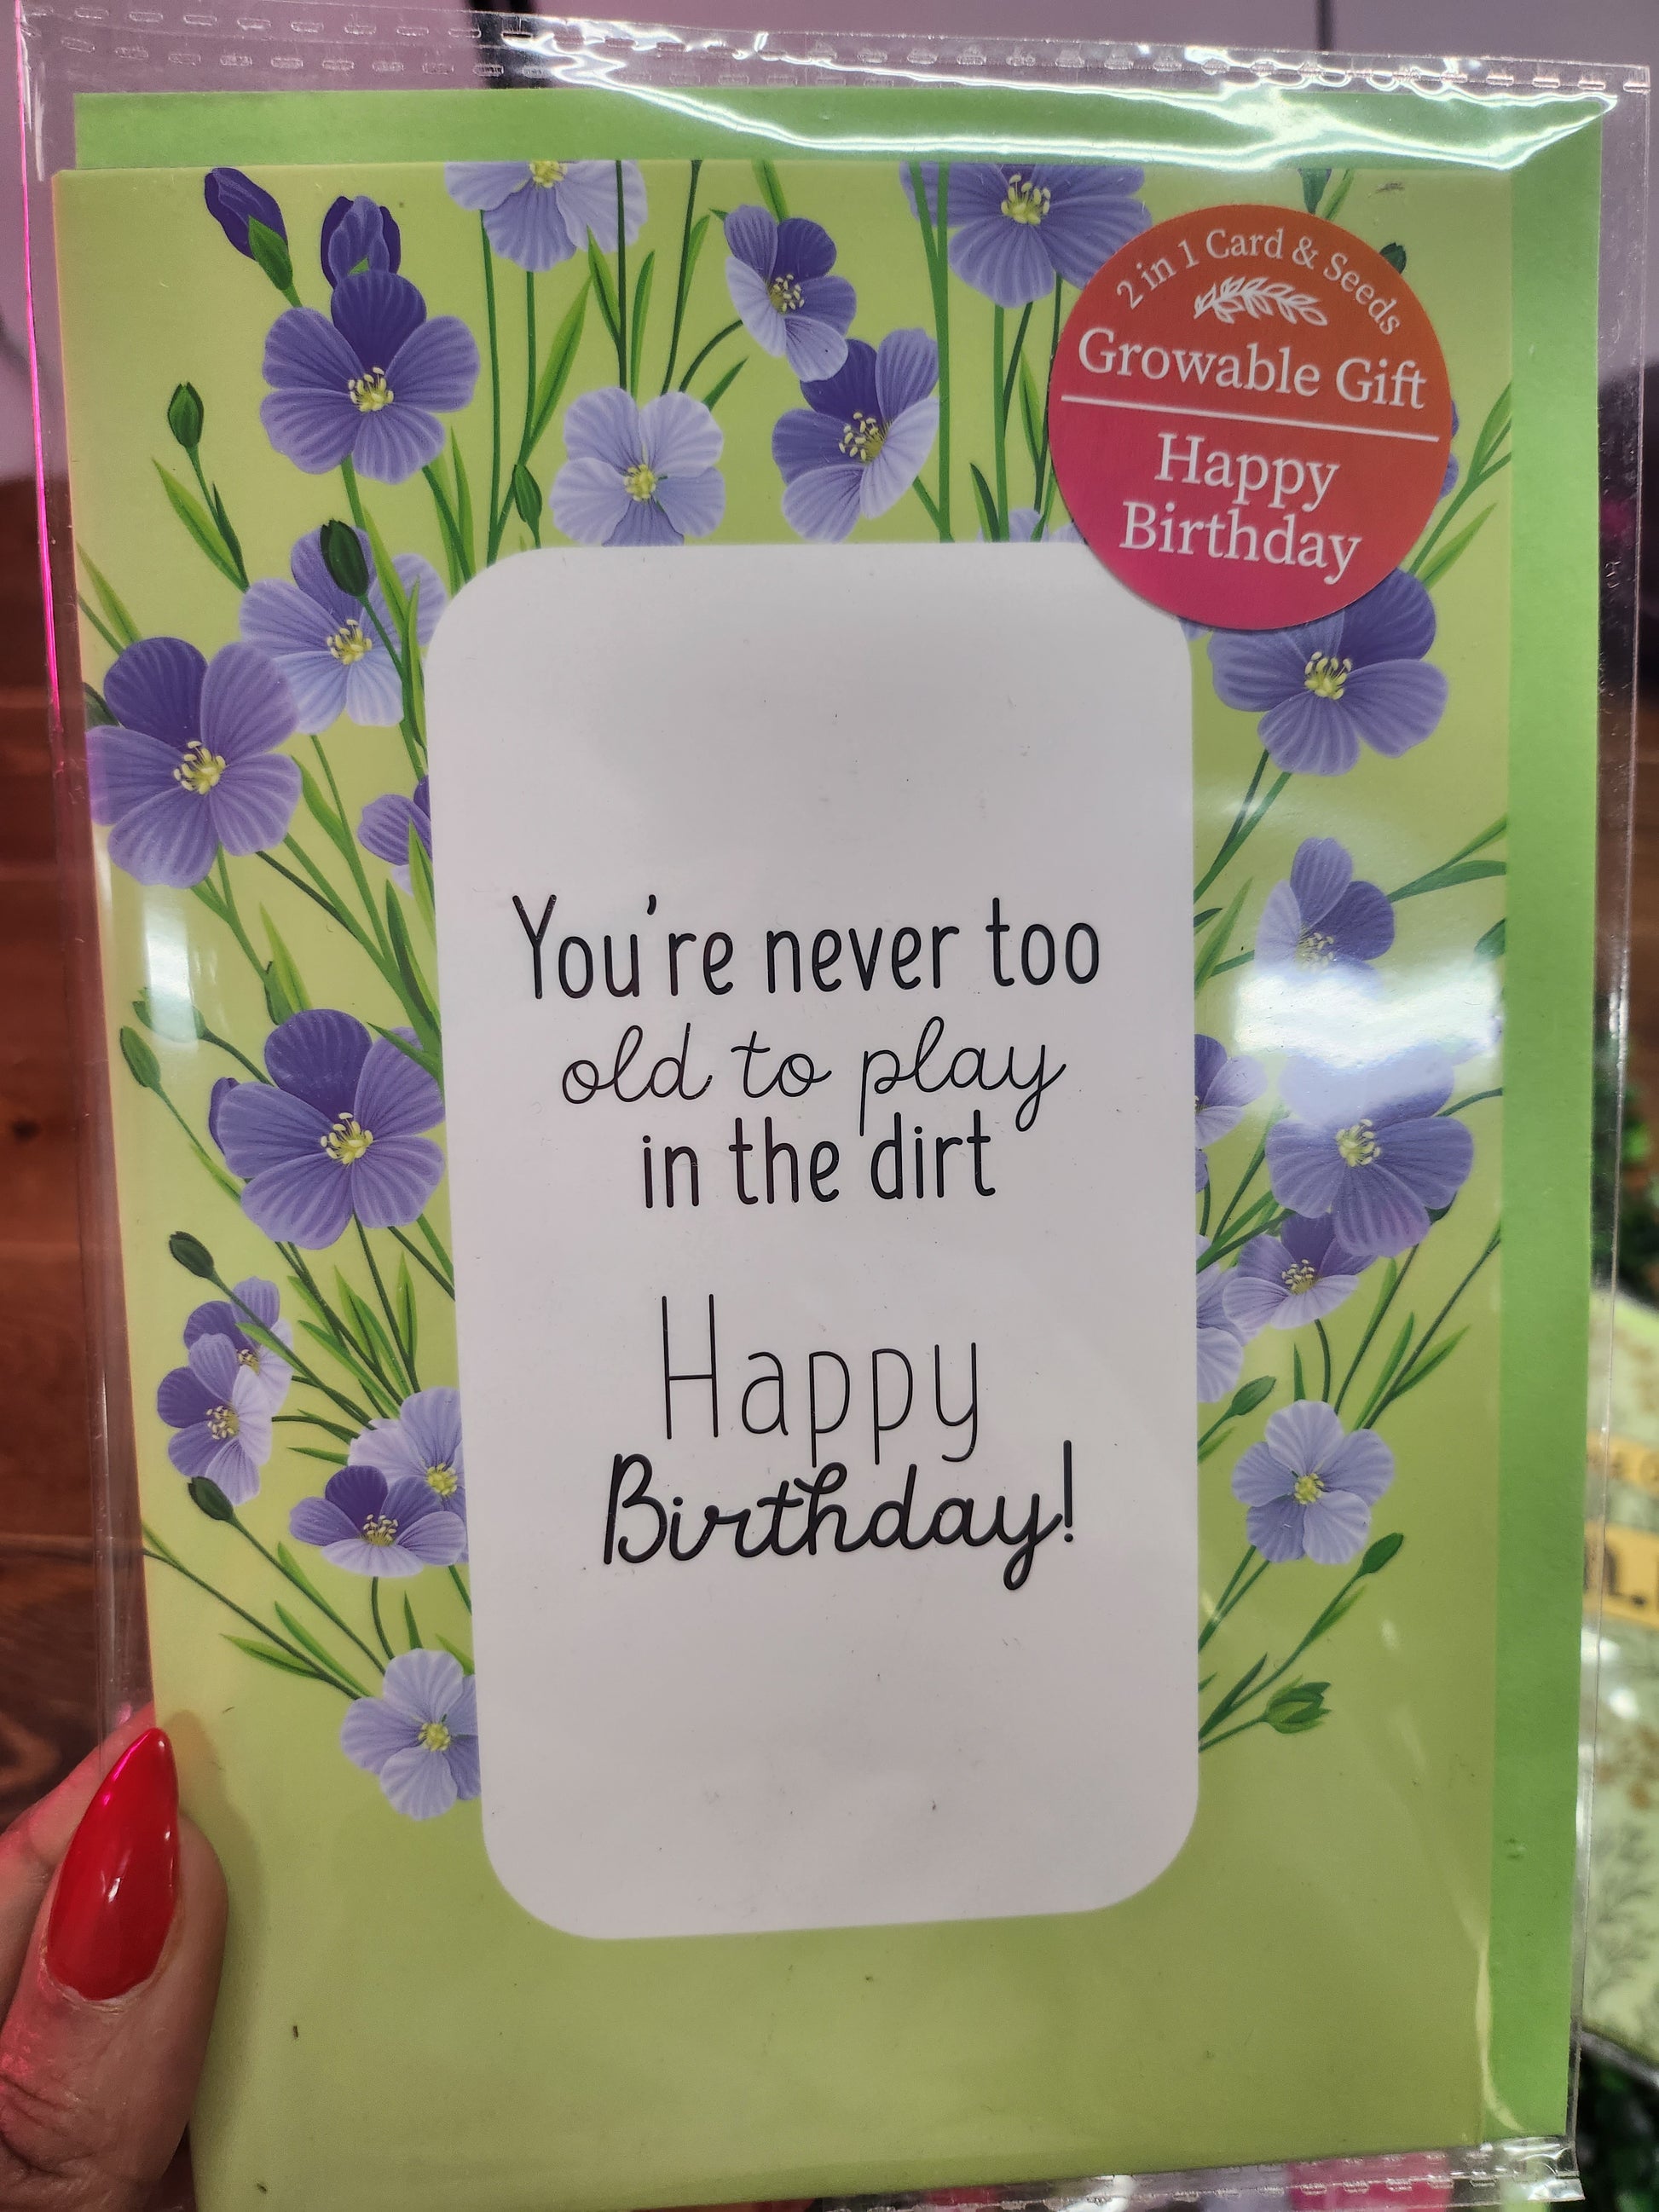 2 in 1 Card & Seeds
Growable Gift
Happy
Birthday
You're never too
old to play
in the dirt
Happy
Birthday!